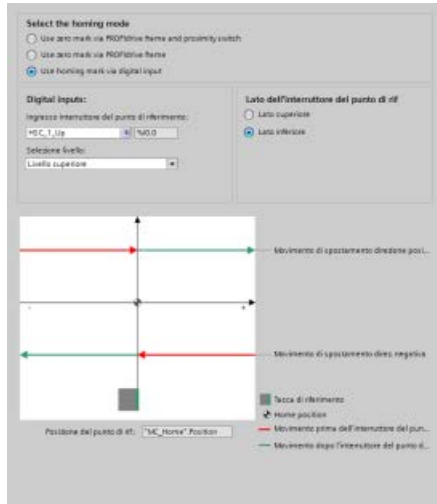 Select the homing mode
Use zero mark via PROFIdrive frame and proximity switch
Use zero mark via PROFIdrive frame
Use homing mark via digital input
Digital inputs:
Ingresso interruttore del punto di riferimento:
%I0.0
Selezione livello:
Livello superiore
Lato dell'interruttore del punto di rif
Lato superiore
Lato inferiore
Movimento di spostamento direzione posi...
- +
Movimento di spostamento direz. negativa
Tacca di riferimento
Home position
Posizione del punto di rif.: "MC_Home".Position
Movimento prima dell'interruttore del pun...
Movimento dopo l'interruttore del punto d...